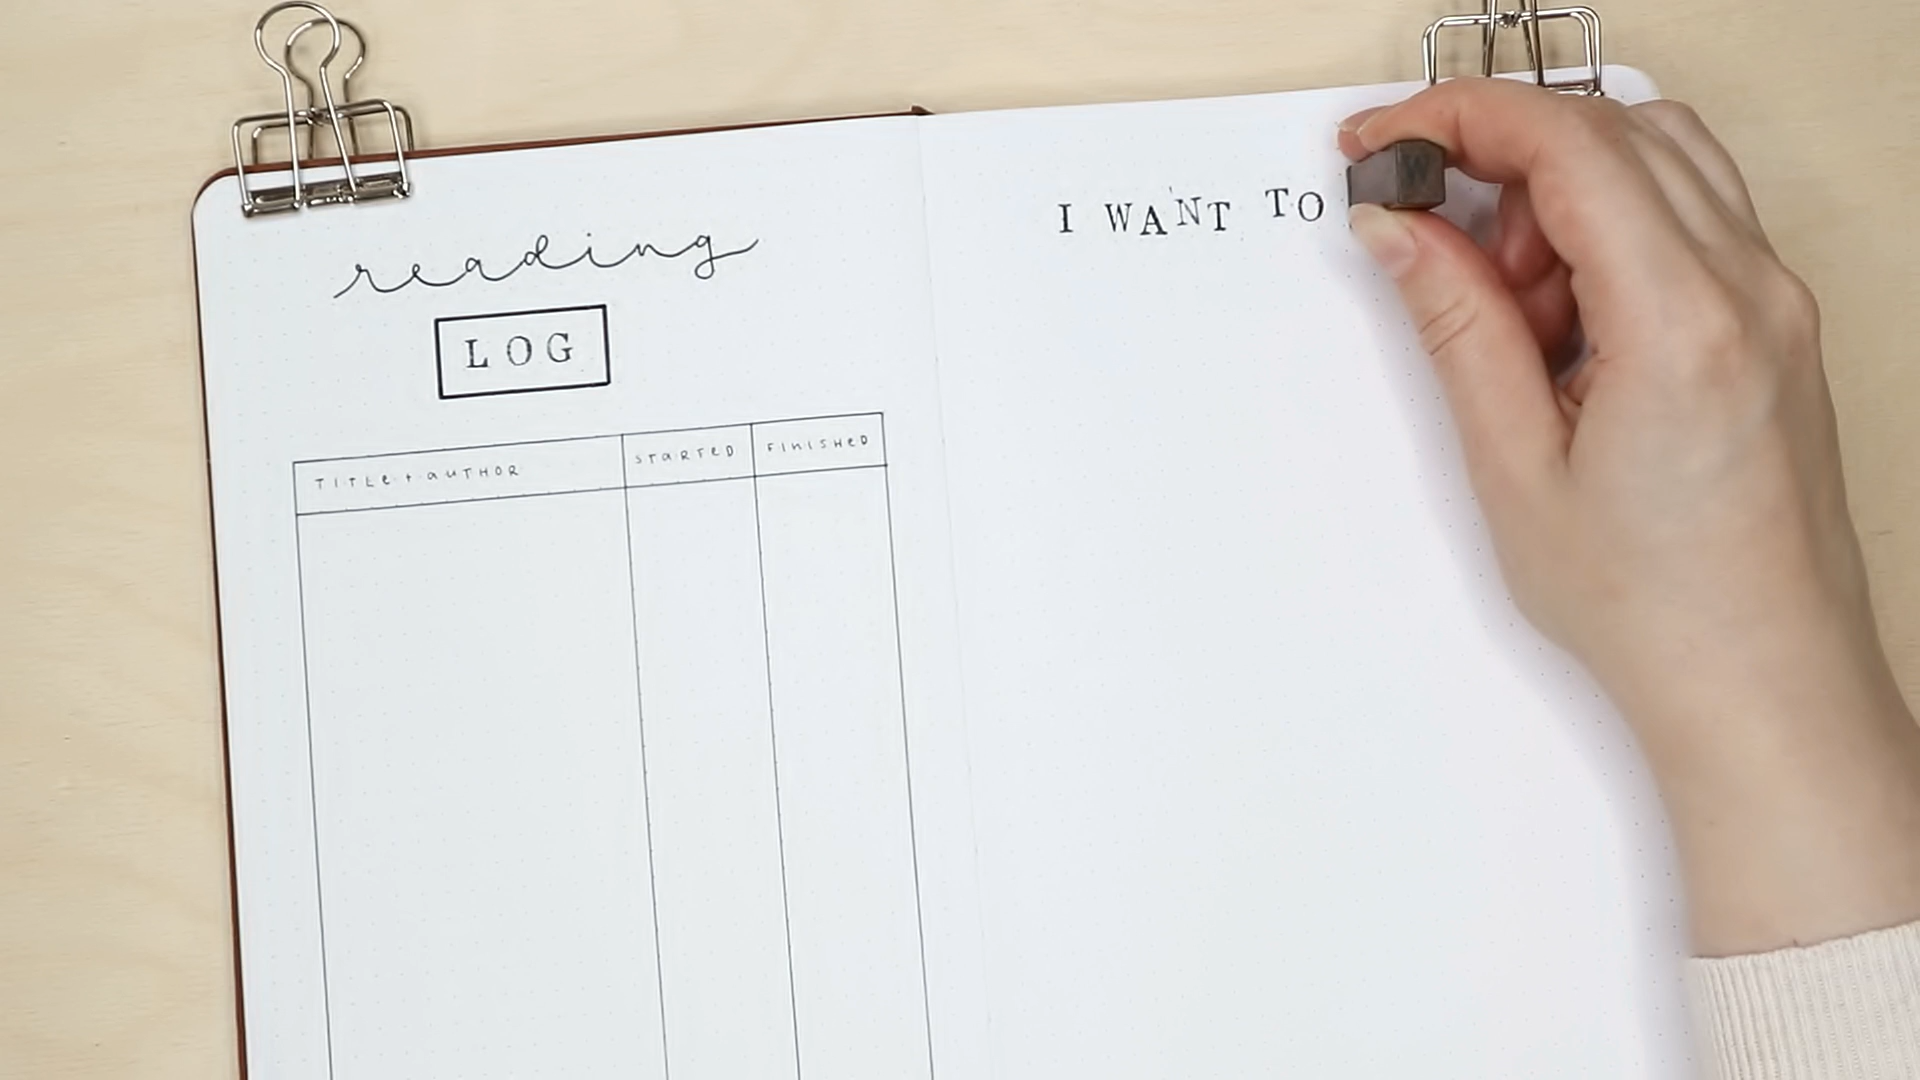 reading
LOG
TITLe + auTHOR
STaRTeD
FInISHeD
I WANT TO